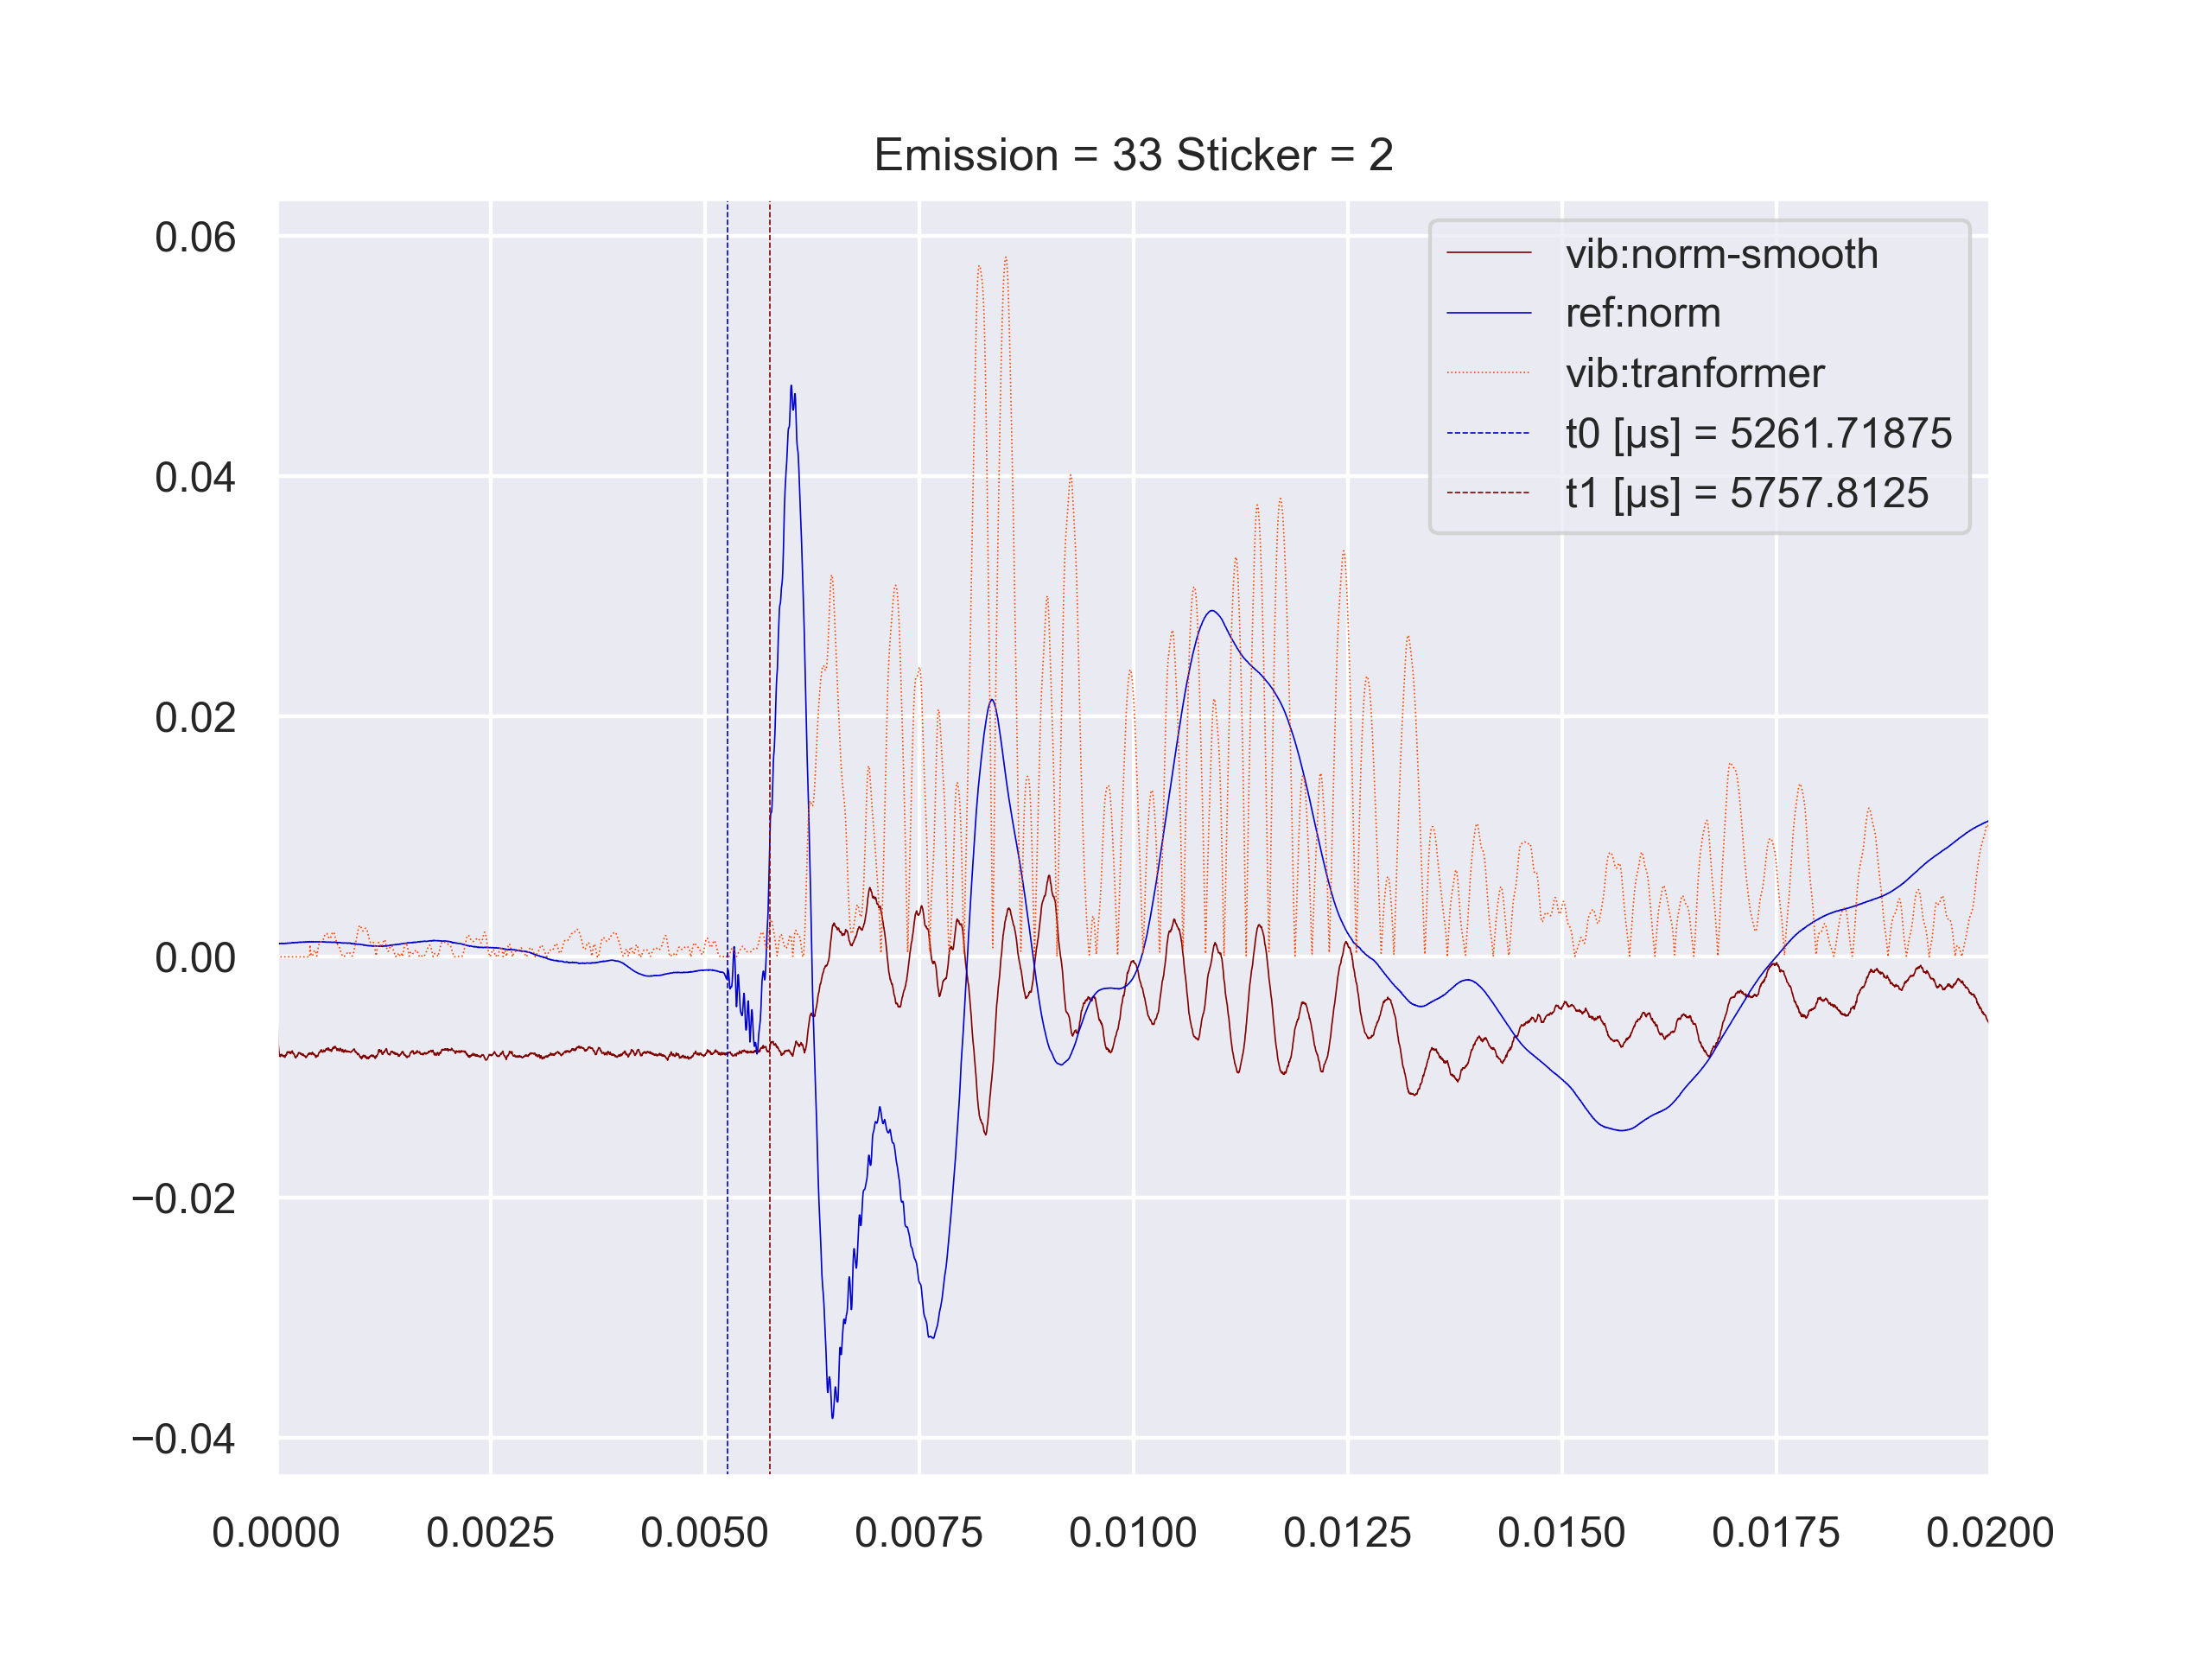 Emission = 33 Sticker = 2
vib:norm-smooth
ref:norm
vib:tranformer
t0 [µs] = 5261.71875
t1 [µs] = 5757.8125
0.06
0.04
0.02
0.00
−0.02
−0.04
0.0000 0.0025 0.0050 0.0075 0.0100 0.0125 0.0150 0.0175 0.0200